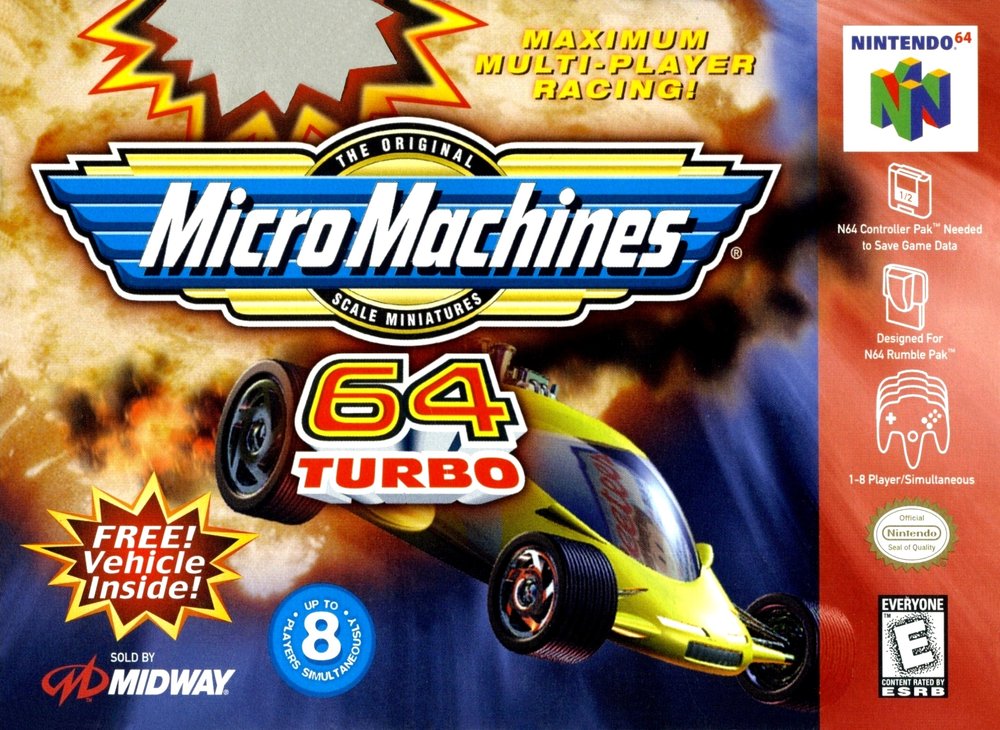 MAXIMUM
MULTI-PLAYER
RACING!
THE ORIGINAL
Micro Machines®
SCALE MINIATURES
64
TURBO
FREE!
Vehicle
Inside!
UP TO
8
PLAYERS SIMULTANEOUSLY
SOLD BY
MIDWAY®
NINTENDO64
1/2
N64 Controller Pak™ Needed
to Save Game Data
Designed For
N64 Rumble Pak™
1-8 Player/Simultaneous
Official
Nintendo
Seal of Quality
EVERYONE
E™
CONTENT RATED BY
ESRB